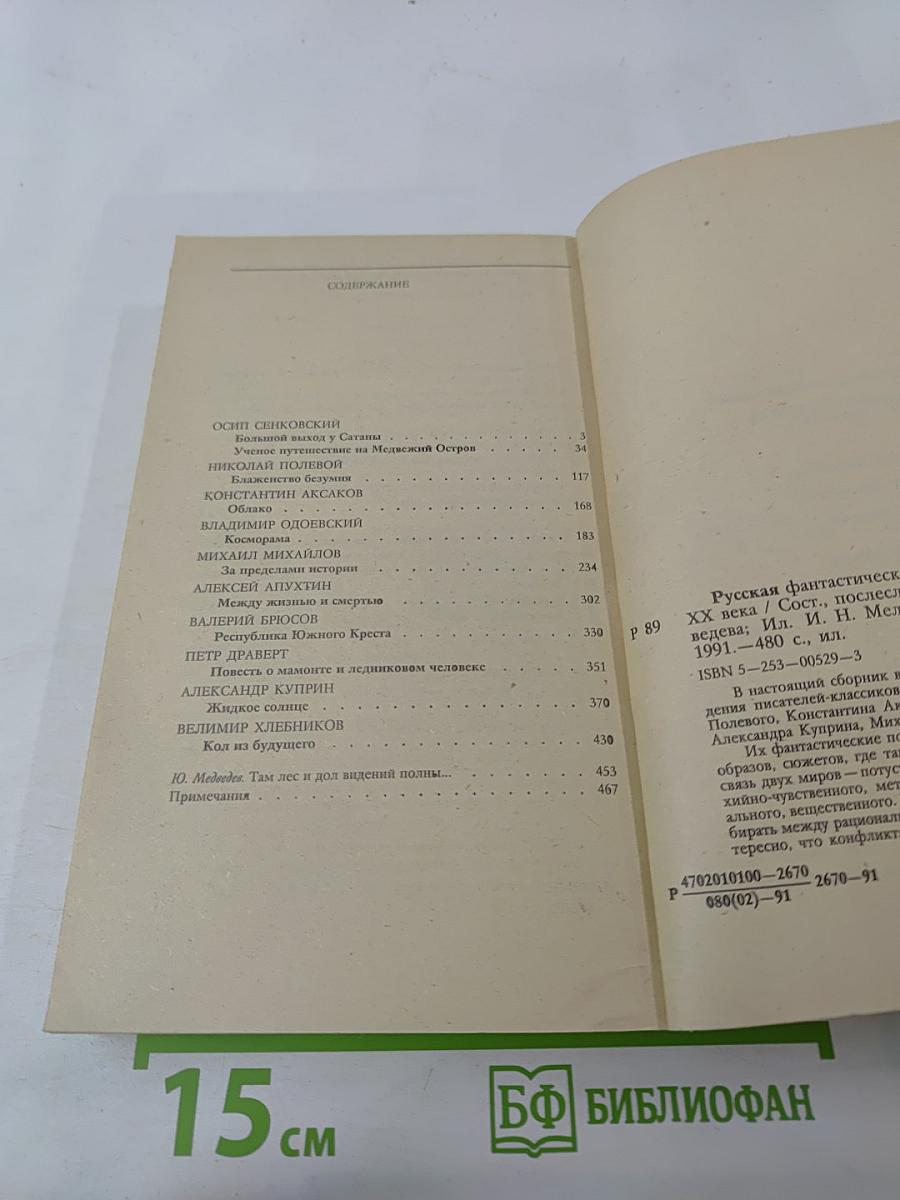 СОДЕРЖАНИЕ
ОСИП СЕНКОВСКИЙ
Большой выход у Сатаны . . . . . . . . . . . . . 3
Ученое путешествие на Медвежий Остров . . . . . 34
НИКОЛАЙ ПОЛЕВОЙ
Блаженство безумия . . . . . . . . . . . . . 117
КОНСТАНТИН АКСАКОВ
Облако . . . . . . . . . . . . . . . . . 168
ВЛАДИМИР ОДОЕВСКИЙ
Косморама . . . . . . . . . . . . . . . . 183
МИХАИЛ МИХАЙЛОВ
За пределами истории . . . . . . . . . . . . 234
АЛЕКСЕЙ АПУХТИН
Между жизнью и смертью . . . . . . . . . . . 302
ВАЛЕРИЙ БРЮСОВ
Республика Южного Креста . . . . . . . . . . . 330
ПЕТР ДРАВЕРТ
Повесть о мамонте и ледниковом человеке . . . . . 351
АЛЕКСАНДР КУПРИН
Жидкое солнце . . . . . . . . . . . . . . . 370
ВЕЛИМИР ХЛЕБНИКОВ
Кол из будущего . . . . . . . . . . . . . . 430
Ю. Медведев. Там лес и дол видений полны... . . . . . . . 453
Примечания . . . . . . . . . . . . . . . . . . 467
Русская фантастическ
Р 89 XX века / Сост., послесл
ведева; Ил. И. Н. Мел
1991.—480 с., ил.
ISBN 5—253—00529—3
В настоящий сборник в
дения писателей-классиков
Полевого, Константина Ак
Александра Куприна, Мих
Их фантастические по
образов, сюжетов, где та
связь двух миров — потус
хийно-чувственного, мет
ального, вещественного.
бирать между рационал
тересно, что конфликт
Р 4702010100—2670 2670—91
080(02)—91
15 см
БФ БИБЛИОФАН